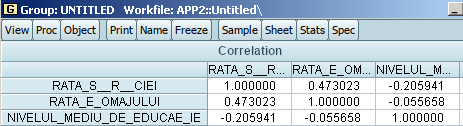 Group: UNTITLED Workfile: APP2::Untitled\
View Proc Object Print Name Freeze Sample Sheet Stats Spec
Correlation
RATA_S__R... RATA_E_OM... NIVELUL_M...
RATA_S__R__CIEI 1.000000 0.473023 -0.205941
RATA_E_OMAJULUI 0.473023 1.000000 -0.055658
NIVELUL_MEDIU_DE_EDUCAE_IE -0.205941 -0.055658 1.000000